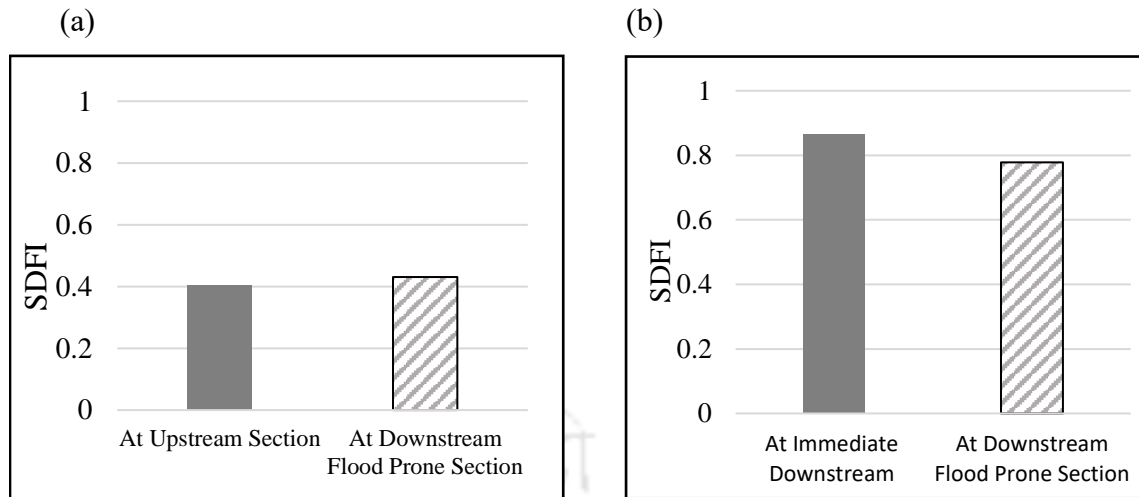 (a)
SDFI
1
0.8
0.6
0.4
0.2
0
At Upstream Section
At Downstream
Flood Prone Section
(b)
SDFI
1
0.8
0.6
0.4
0.2
0
At Immediate
Downstream
At Downstream
Flood Prone Section